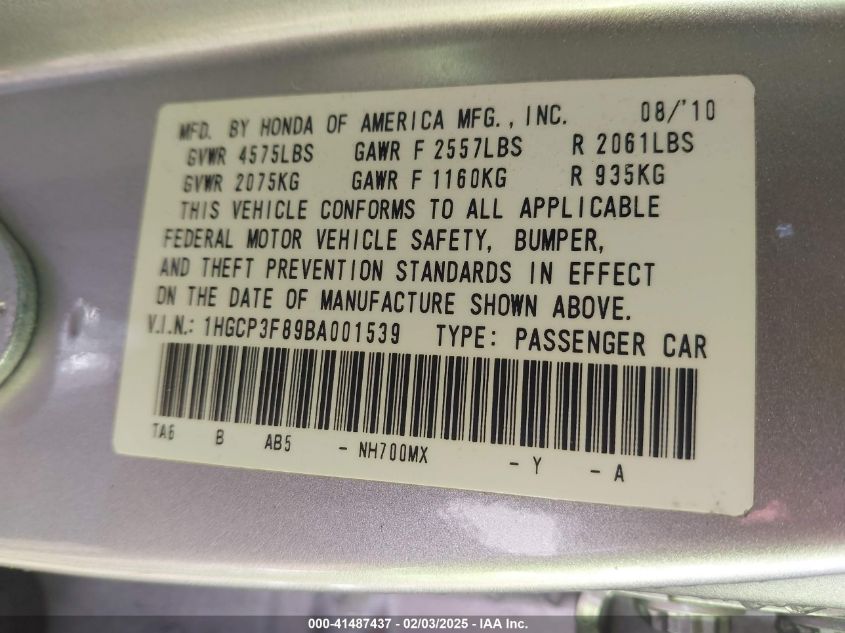 MFD. BY HONDA OF AMERICA MFG., INC. 08/'10
GVWR 4575LBS GAWR F 2557LBS R 2061LBS
GVWR 2075KG GAWR F 1160KG R 935KG
THIS VEHICLE CONFORMS TO ALL APPLICABLE
FEDERAL MOTOR VEHICLE SAFETY, BUMPER,
AND THEFT PREVENTION STANDARDS IN EFFECT
ON THE DATE OF MANUFACTURE SHOWN ABOVE.
V.I.N.: 1HGCP3F89BA001539 TYPE: PASSENGER CAR
TA6 B AB5 - NH700MX - Y - A
000-41487437 - 02/03/2025 - IAA Inc.